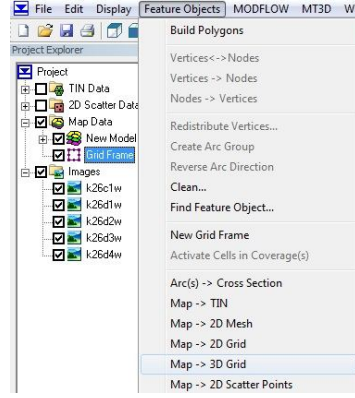 File Edit Display Feature Objects MODFLOW MT3D W
Project Explorer
Project
TIN Data
2D Scatter Data
Map Data
New Model
Grid Frame
Images
k26c1w
k26d1w
k26d2w
k26d3w
k26d4w
Build Polygons
Vertices<->Nodes
Vertices -> Nodes
Nodes -> Vertices
Redistribute Vertices...
Create Arc Group
Reverse Arc Direction
Clean...
Find Feature Object...
New Grid Frame
Activate Cells in Coverage(s)
Arc(s) -> Cross Section
Map -> TIN
Map -> 2D Mesh
Map -> 2D Grid
Map -> 3D Grid
Map -> 2D Scatter Points